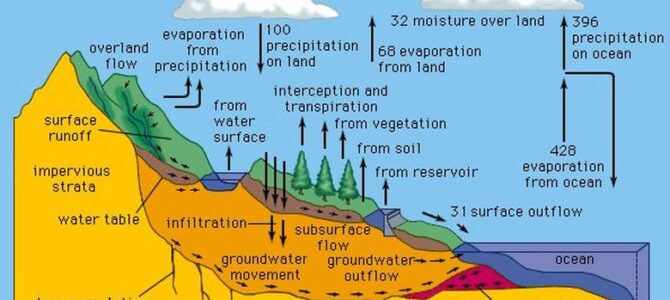 32 moisture over land
396
precipitation
on ocean
100
precipitation
on land
evaporation
from
precipitation
overland
flow
68 evaporation
from land
interception and
transpiration
from
water
surface
from vegetation
surface
runoff
from soil
428
evaporation
from ocean
impervious
strata
from reservoir
water table
infiltration
31 surface outflow
subsurface
flow
groundwater
movement
groundwater
outflow
ocean